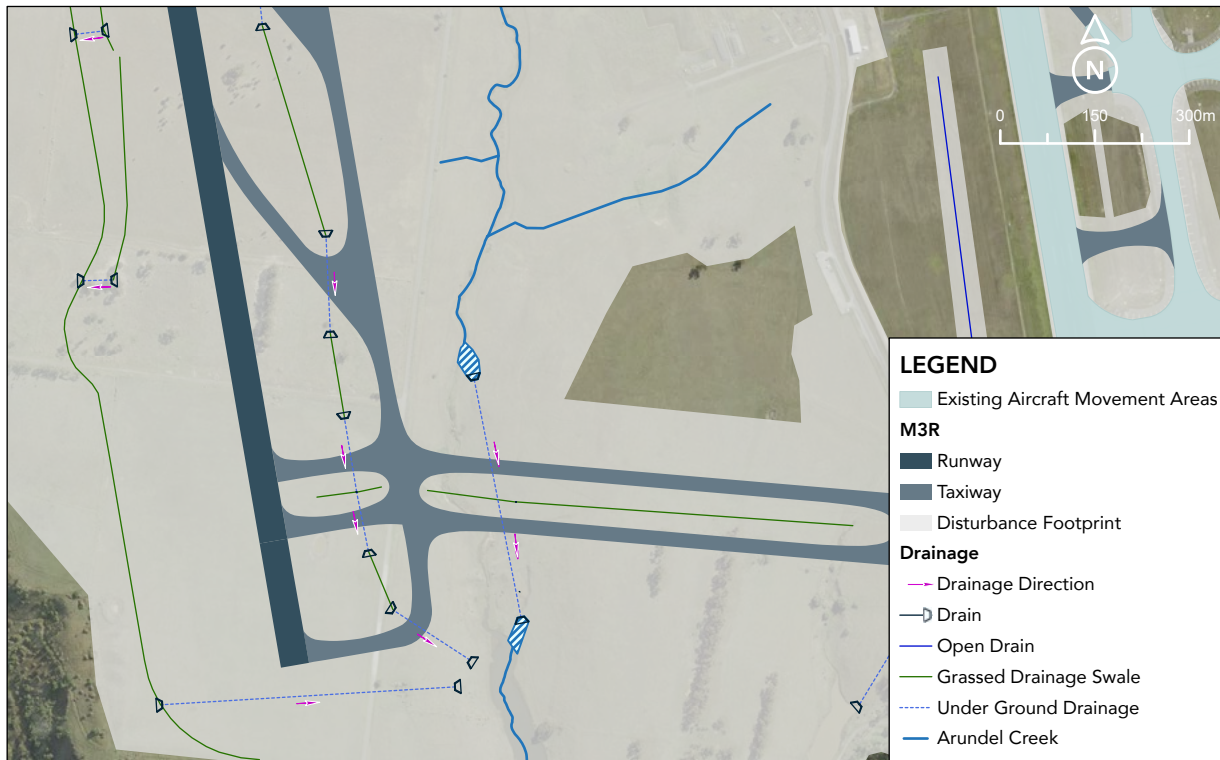 N
0 150 300m
LEGEND
Existing Aircraft Movement Areas
M3R
Runway
Taxiway
Disturbance Footprint
Drainage
Drainage Direction
Drain
Open Drain
Grassed Drainage Swale
Under Ground Drainage
Arundel Creek